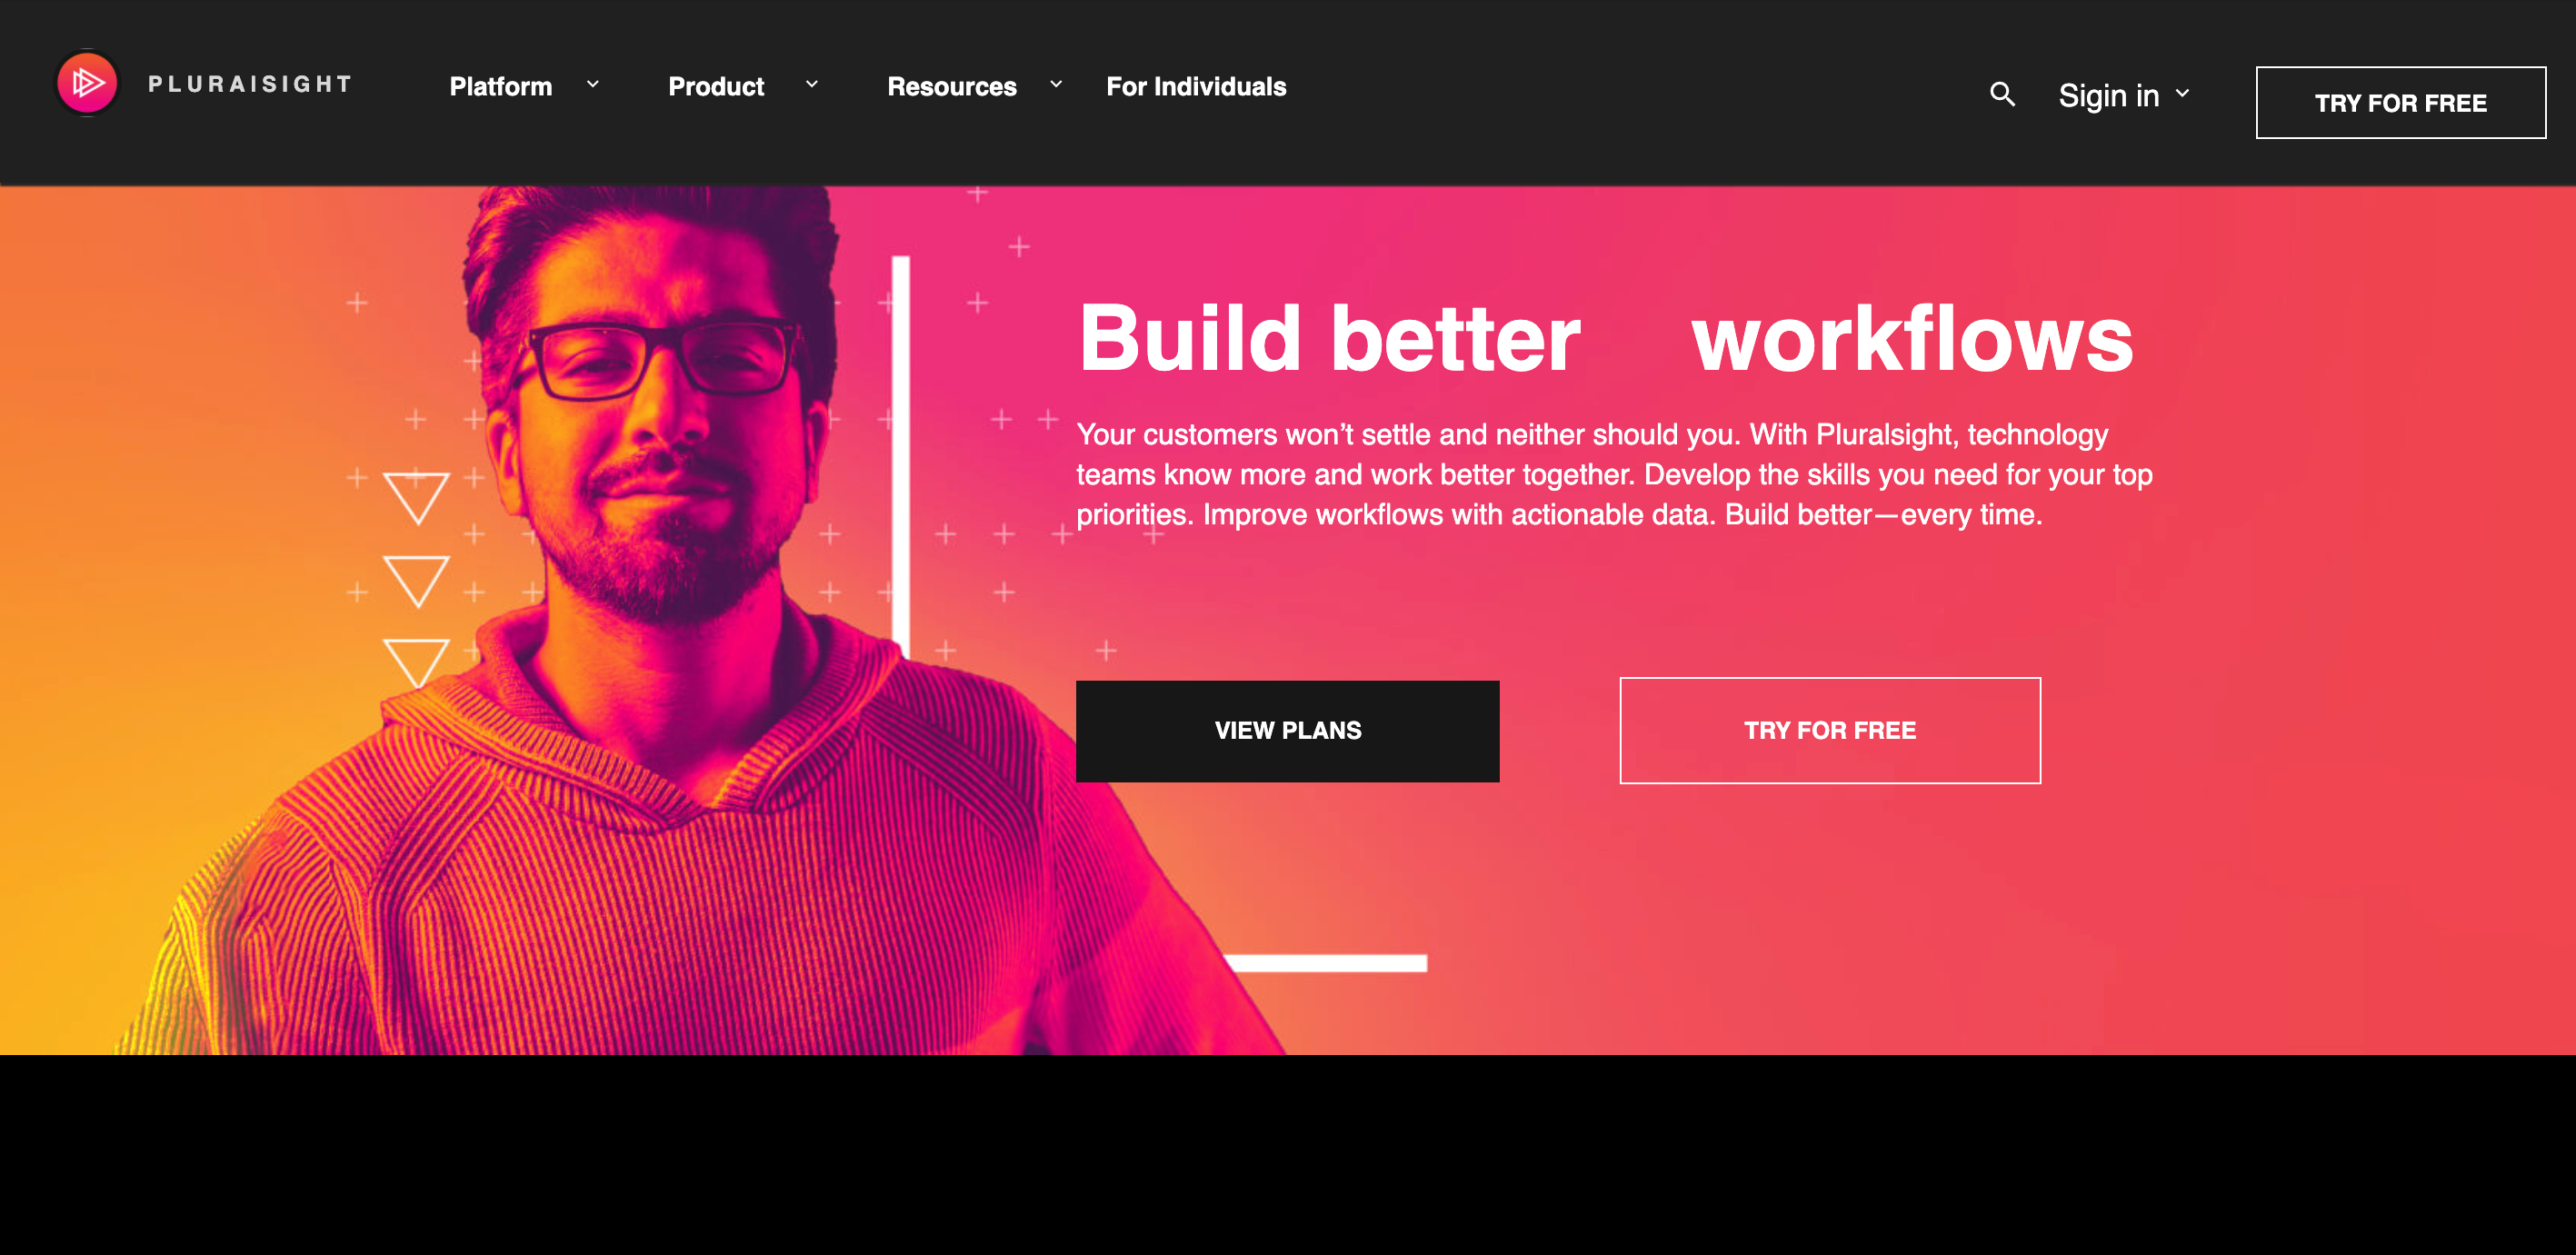 PLURAISIGHT
Platform
Product
Resources
For Individuals
Sigin in
TRY FOR FREE
Build better workflows
Your customers won’t settle and neither should you. With Pluralsight, technology
teams know more and work better together. Develop the skills you need for your top
priorities. Improve workflows with actionable data. Build better—every time.
VIEW PLANS
TRY FOR FREE